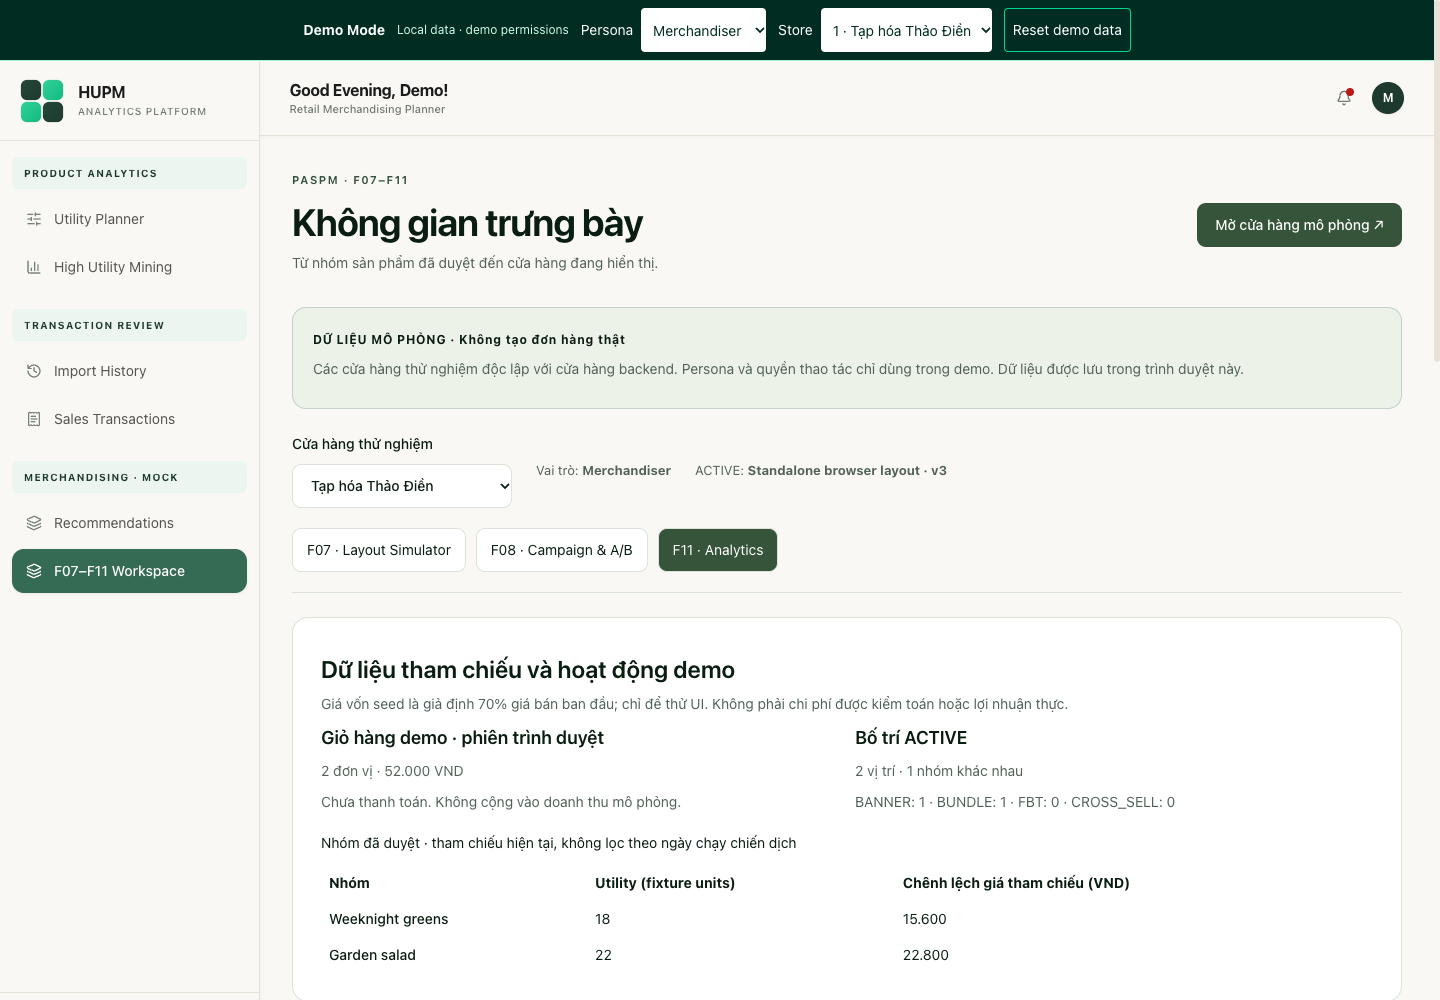 Demo Mode Local data · demo permissions Persona Merchandiser Store 1 · Tạp hóa Thảo Điền Reset demo data
HUPM
ANALYTICS PLATFORM
Good Evening, Demo!
Retail Merchandising Planner
M
PRODUCT ANALYTICS
Utility Planner
High Utility Mining
TRANSACTION REVIEW
Import History
Sales Transactions
MERCHANDISING · MOCK
Recommendations
F07–F11 Workspace
PASPM · F07–F11
Không gian trưng bày
Từ nhóm sản phẩm đã duyệt đến cửa hàng đang hiển thị.
Mở cửa hàng mô phỏng ↗
DỮ LIỆU MÔ PHỎNG · Không tạo đơn hàng thật
Các cửa hàng thử nghiệm độc lập với cửa hàng backend. Persona và quyền thao tác chỉ dùng trong demo. Dữ liệu được lưu trong trình duyệt này.
Cửa hàng thử nghiệm
Tạp hóa Thảo Điền
Vai trò: Merchandiser ACTIVE: Standalone browser layout · v3
F07 · Layout Simulator F08 · Campaign & A/B F11 · Analytics
Dữ liệu tham chiếu và hoạt động demo
Giá vốn seed là giả định 70% giá bán ban đầu; chỉ để thử UI. Không phải chi phí được kiểm toán hoặc lợi nhuận thực.
Giỏ hàng demo · phiên trình duyệt
2 đơn vị · 52.000 VND
Chưa thanh toán. Không cộng vào doanh thu mô phỏng.
Bố trí ACTIVE
2 vị trí · 1 nhóm khác nhau
BANNER: 1 · BUNDLE: 1 · FBT: 0 · CROSS_SELL: 0
Nhóm đã duyệt · tham chiếu hiện tại, không lọc theo ngày chạy chiến dịch
Nhóm Utility (fixture units) Chênh lệch giá tham chiếu (VND)
Weeknight greens 18 15.600
Garden salad 22 22.800